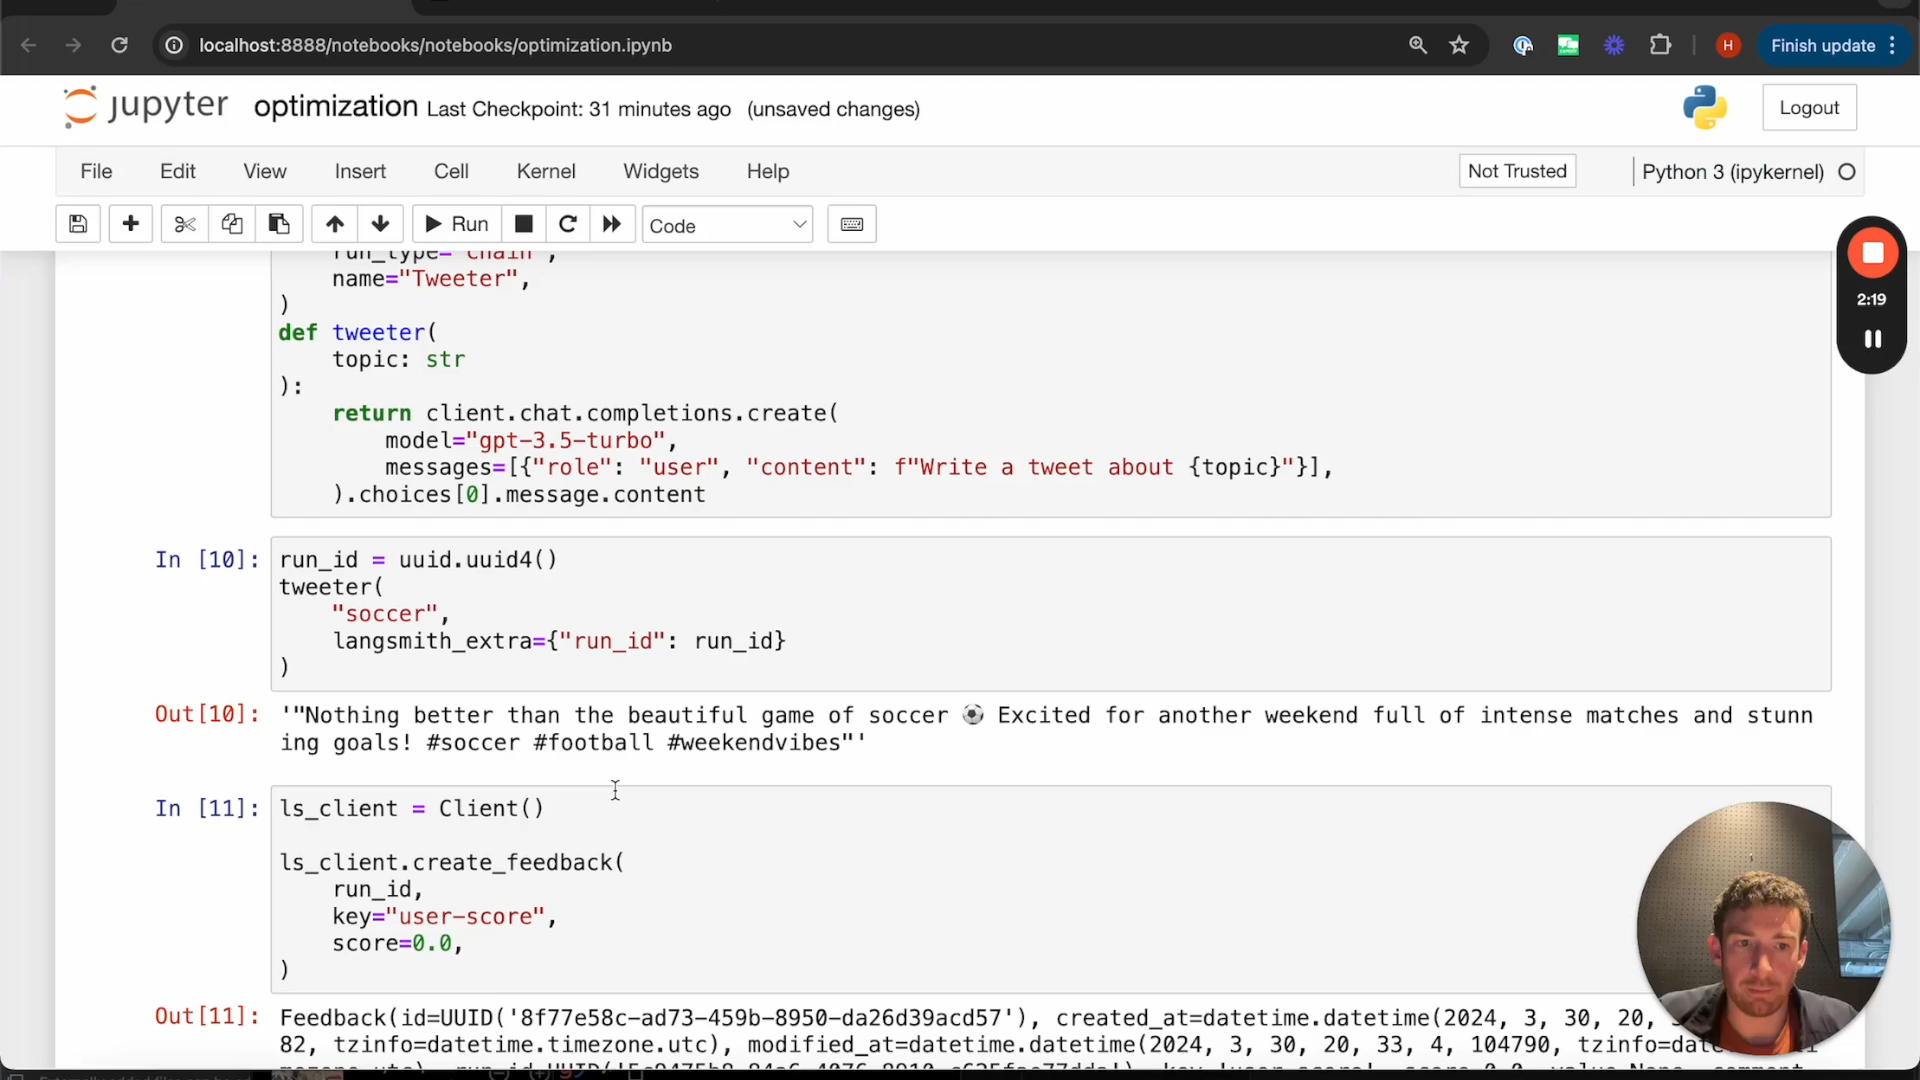 localhost:8888/notebooks/notebooks/optimization.ipynb
H
Finish update
jupyter optimization Last Checkpoint: 31 minutes ago (unsaved changes)
Logout
File Edit View Insert Cell Kernel Widgets Help
Not Trusted
Python 3 (ipykernel)
Run
Code
2:19
run_type="chain",
name="Tweeter",
)
def tweeter(
topic: str
):
return client.chat.completions.create(
model="gpt-3.5-turbo",
messages=[{"role": "user", "content": f"Write a tweet about {topic}"}],
).choices[0].message.content
In [10]: run_id = uuid.uuid4()
tweeter(
"soccer",
langsmith_extra={"run_id": run_id}
)
Out[10]: '"Nothing better than the beautiful game of soccer ⚽ Excited for another weekend full of intense matches and stunn
ing goals! #soccer #football #weekendvibes"'
In [11]: ls_client = Client()
ls_client.create_feedback(
run_id,
key="user-score",
score=0.0,
)
Out[11]: Feedback(id=UUID('8f77e58c-ad73-459b-8950-da26d39acd57'), created_at=datetime.datetime(2024, 3, 30, 20,
82, tzinfo=datetime.timezone.utc), modified_at=datetime.datetime(2024, 3, 30, 20, 33, 4, 104790, tzinfo=